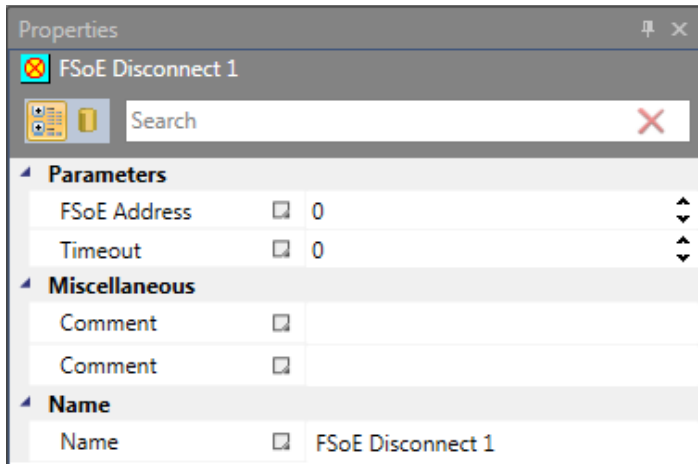 Properties
FSoE Disconnect 1
Search
Parameters
FSoE Address 0
Timeout 0
Miscellaneous
Comment
Comment
Name
Name FSoE Disconnect 1